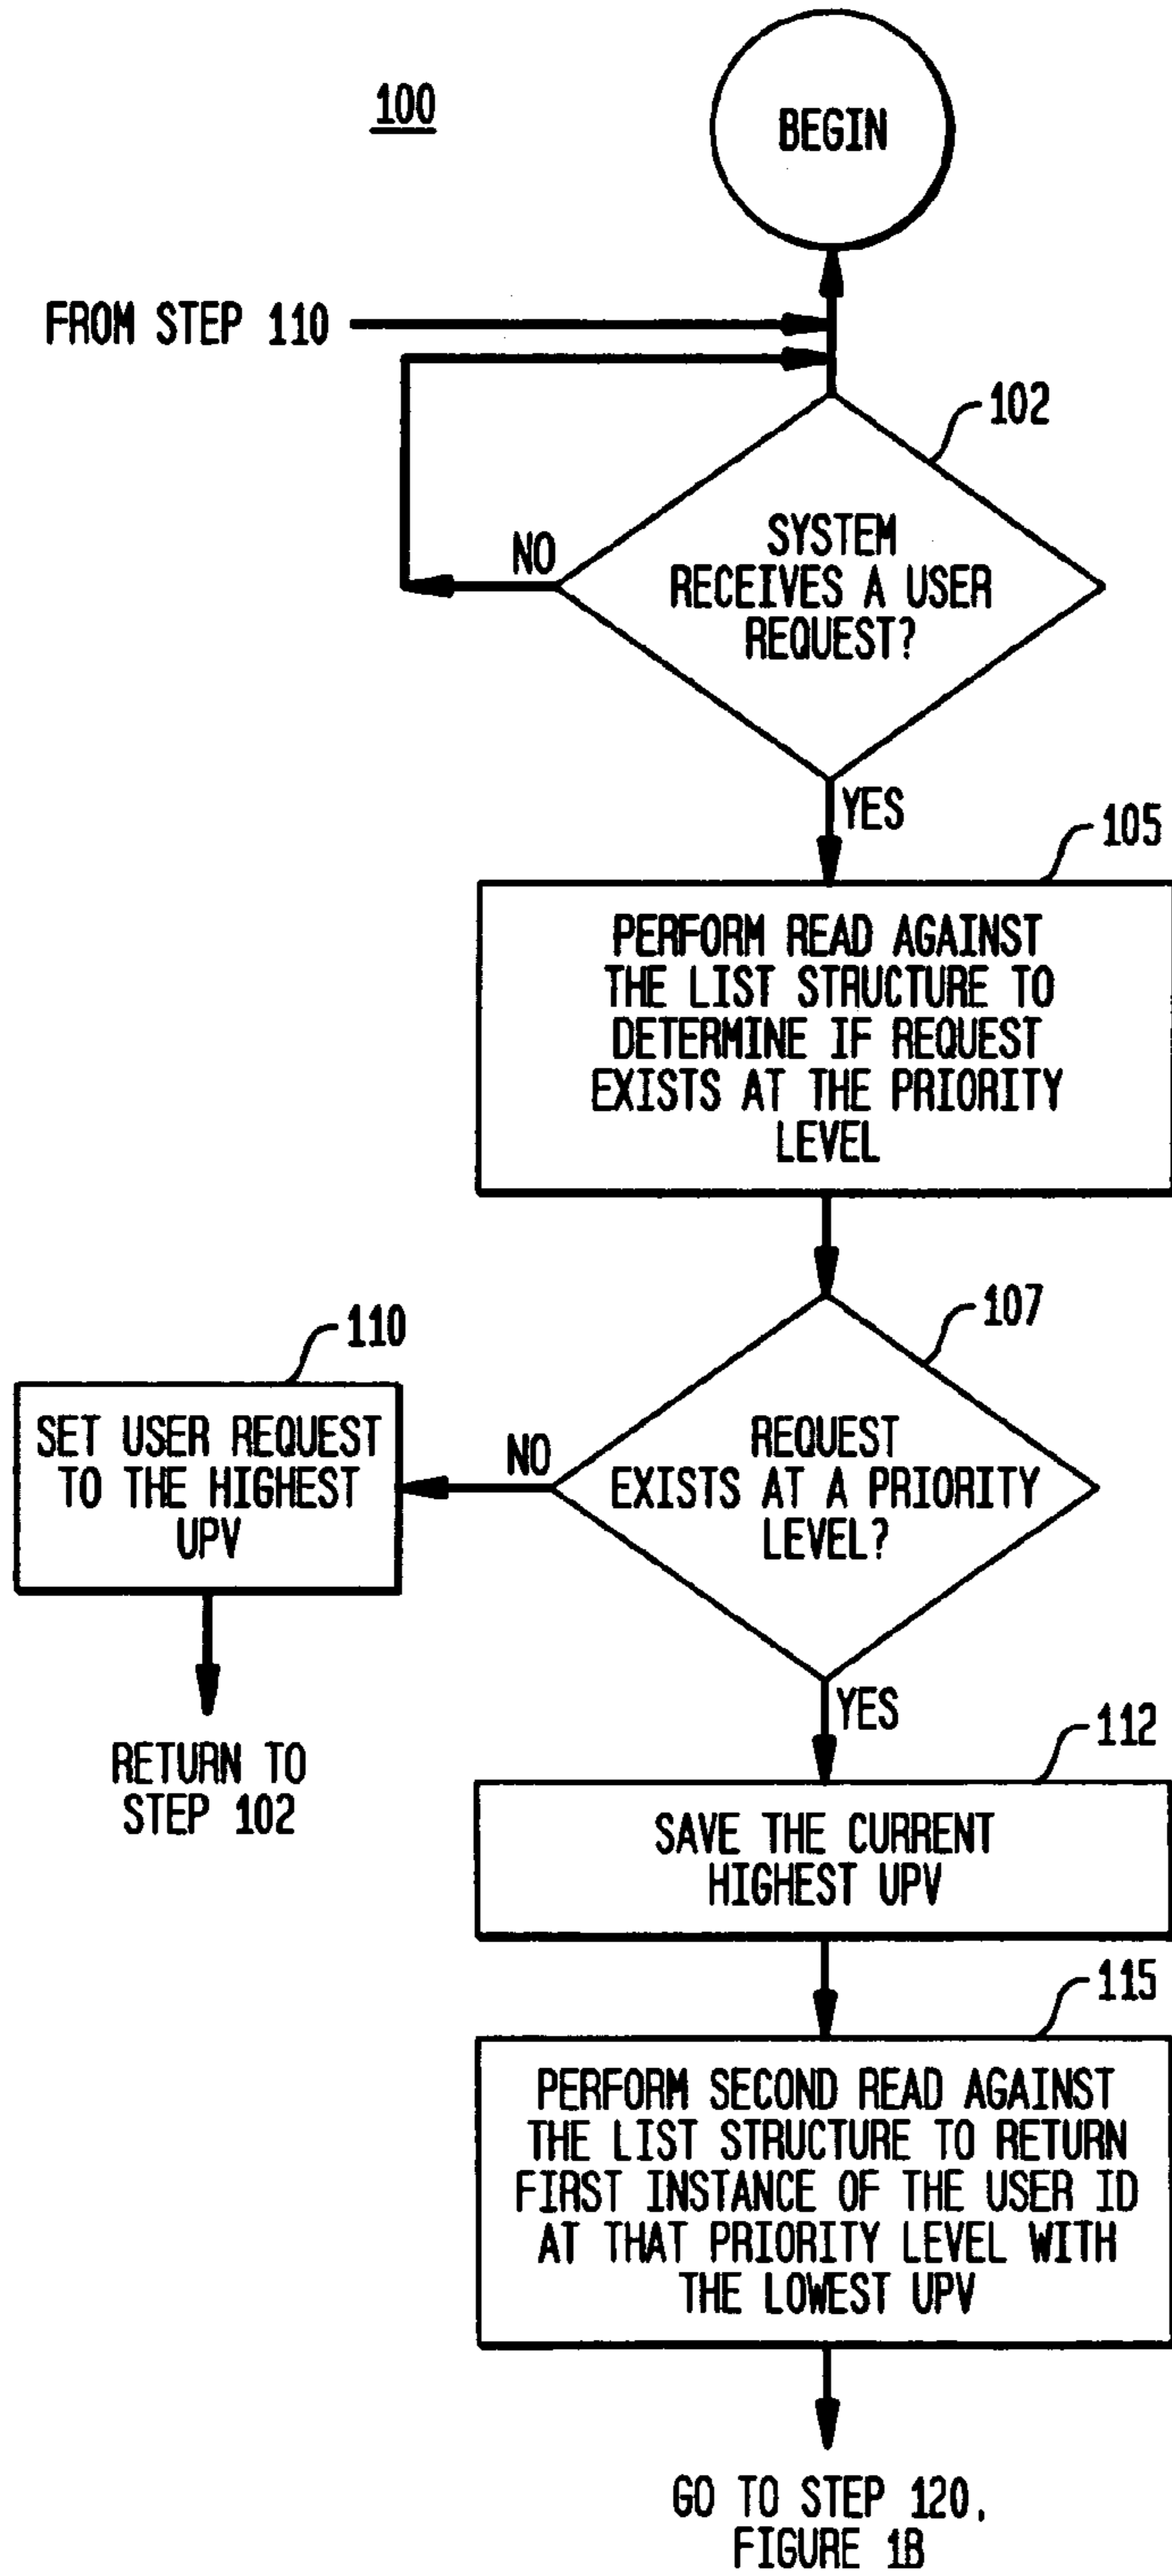 100
BEGIN
FROM STEP 110
102
NO
SYSTEM
RECEIVES A USER
REQUEST?
YES
105
PERFORM READ AGAINST
THE LIST STRUCTURE TO
DETERMINE IF REQUEST
EXISTS AT THE PRIORITY
LEVEL
107
110
SET USER REQUEST
TO THE HIGHEST
UPV
NO
REQUEST
EXISTS AT A PRIORITY
LEVEL?
YES
RETURN TO
STEP 102
112
SAVE THE CURRENT
HIGHEST UPV
115
PERFORM SECOND READ AGAINST
THE LIST STRUCTURE TO RETURN
FIRST INSTANCE OF THE USER ID
AT THAT PRIORITY LEVEL WITH
THE LOWEST UPV
GO TO STEP 120,
FIGURE 1B